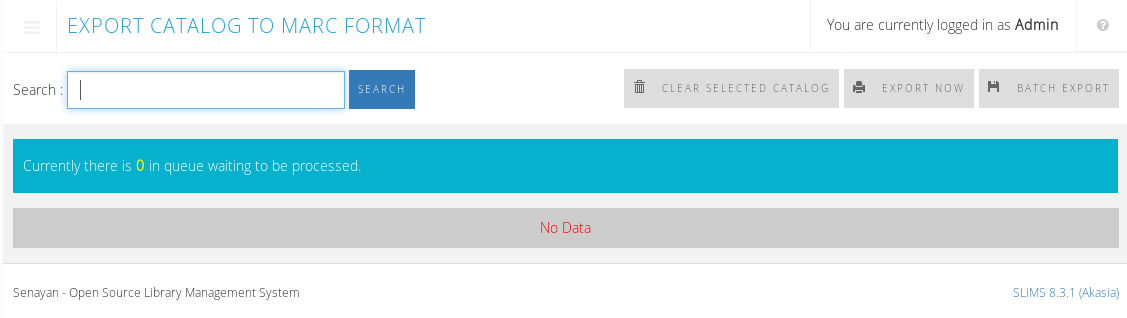 EXPORT CATALOG TO MARC FORMAT
You are currently logged in as Admin
Search :
SEARCH
CLEAR SELECTED CATALOG
EXPORT NOW
BATCH EXPORT
Currently there is 0 in queue waiting to be processed.
No Data
Senayan - Open Source Library Management System
SLiMS 8.3.1 (Akasia)